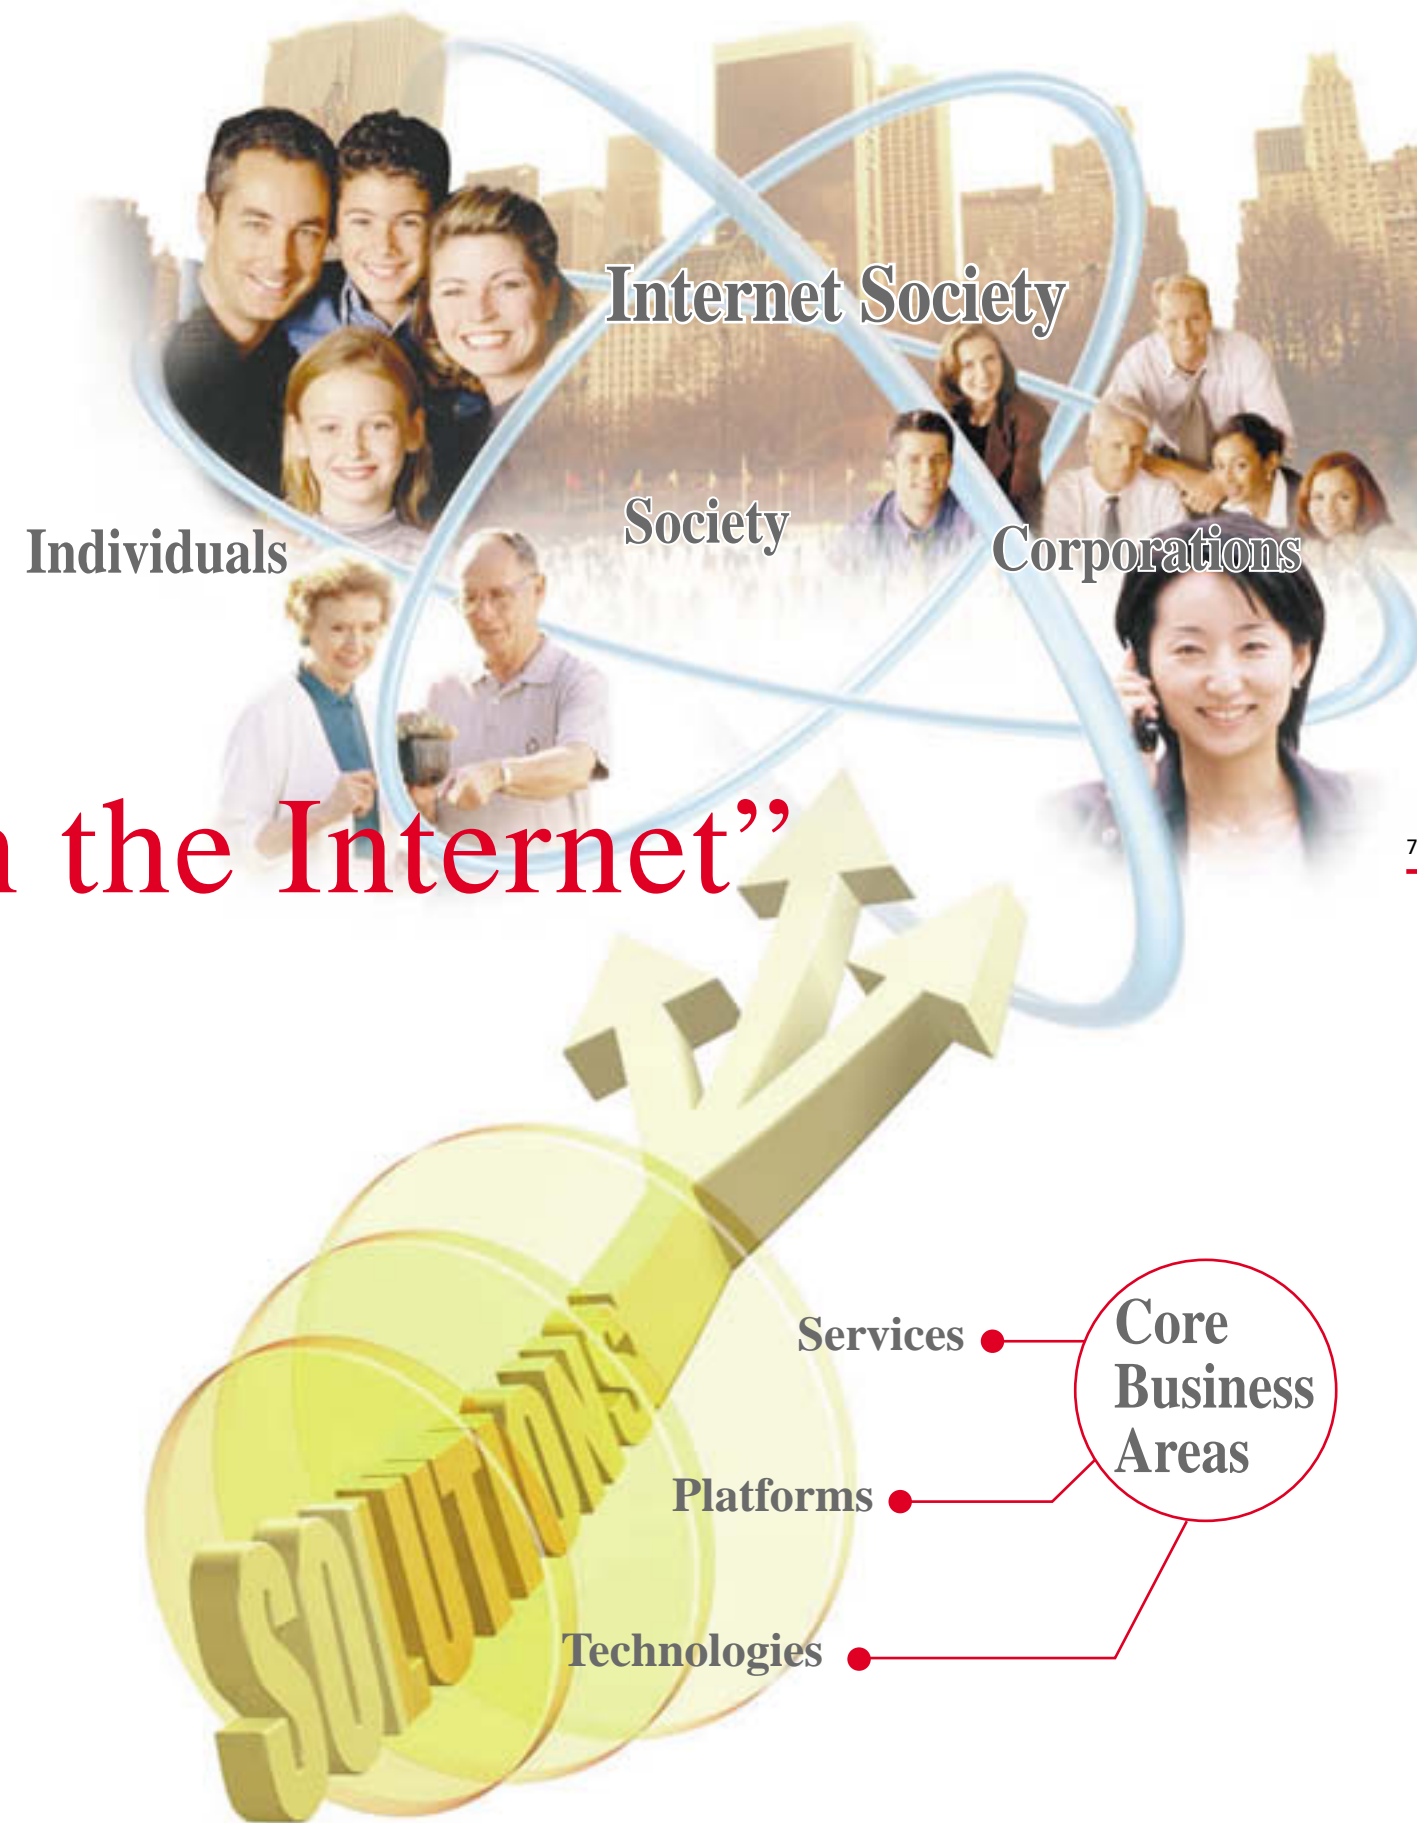 Internet Society
Society
Individuals
Corporations
the Internet”
7
Services
Core
Business
Areas
Platforms
Technologies
SOLUTIONS